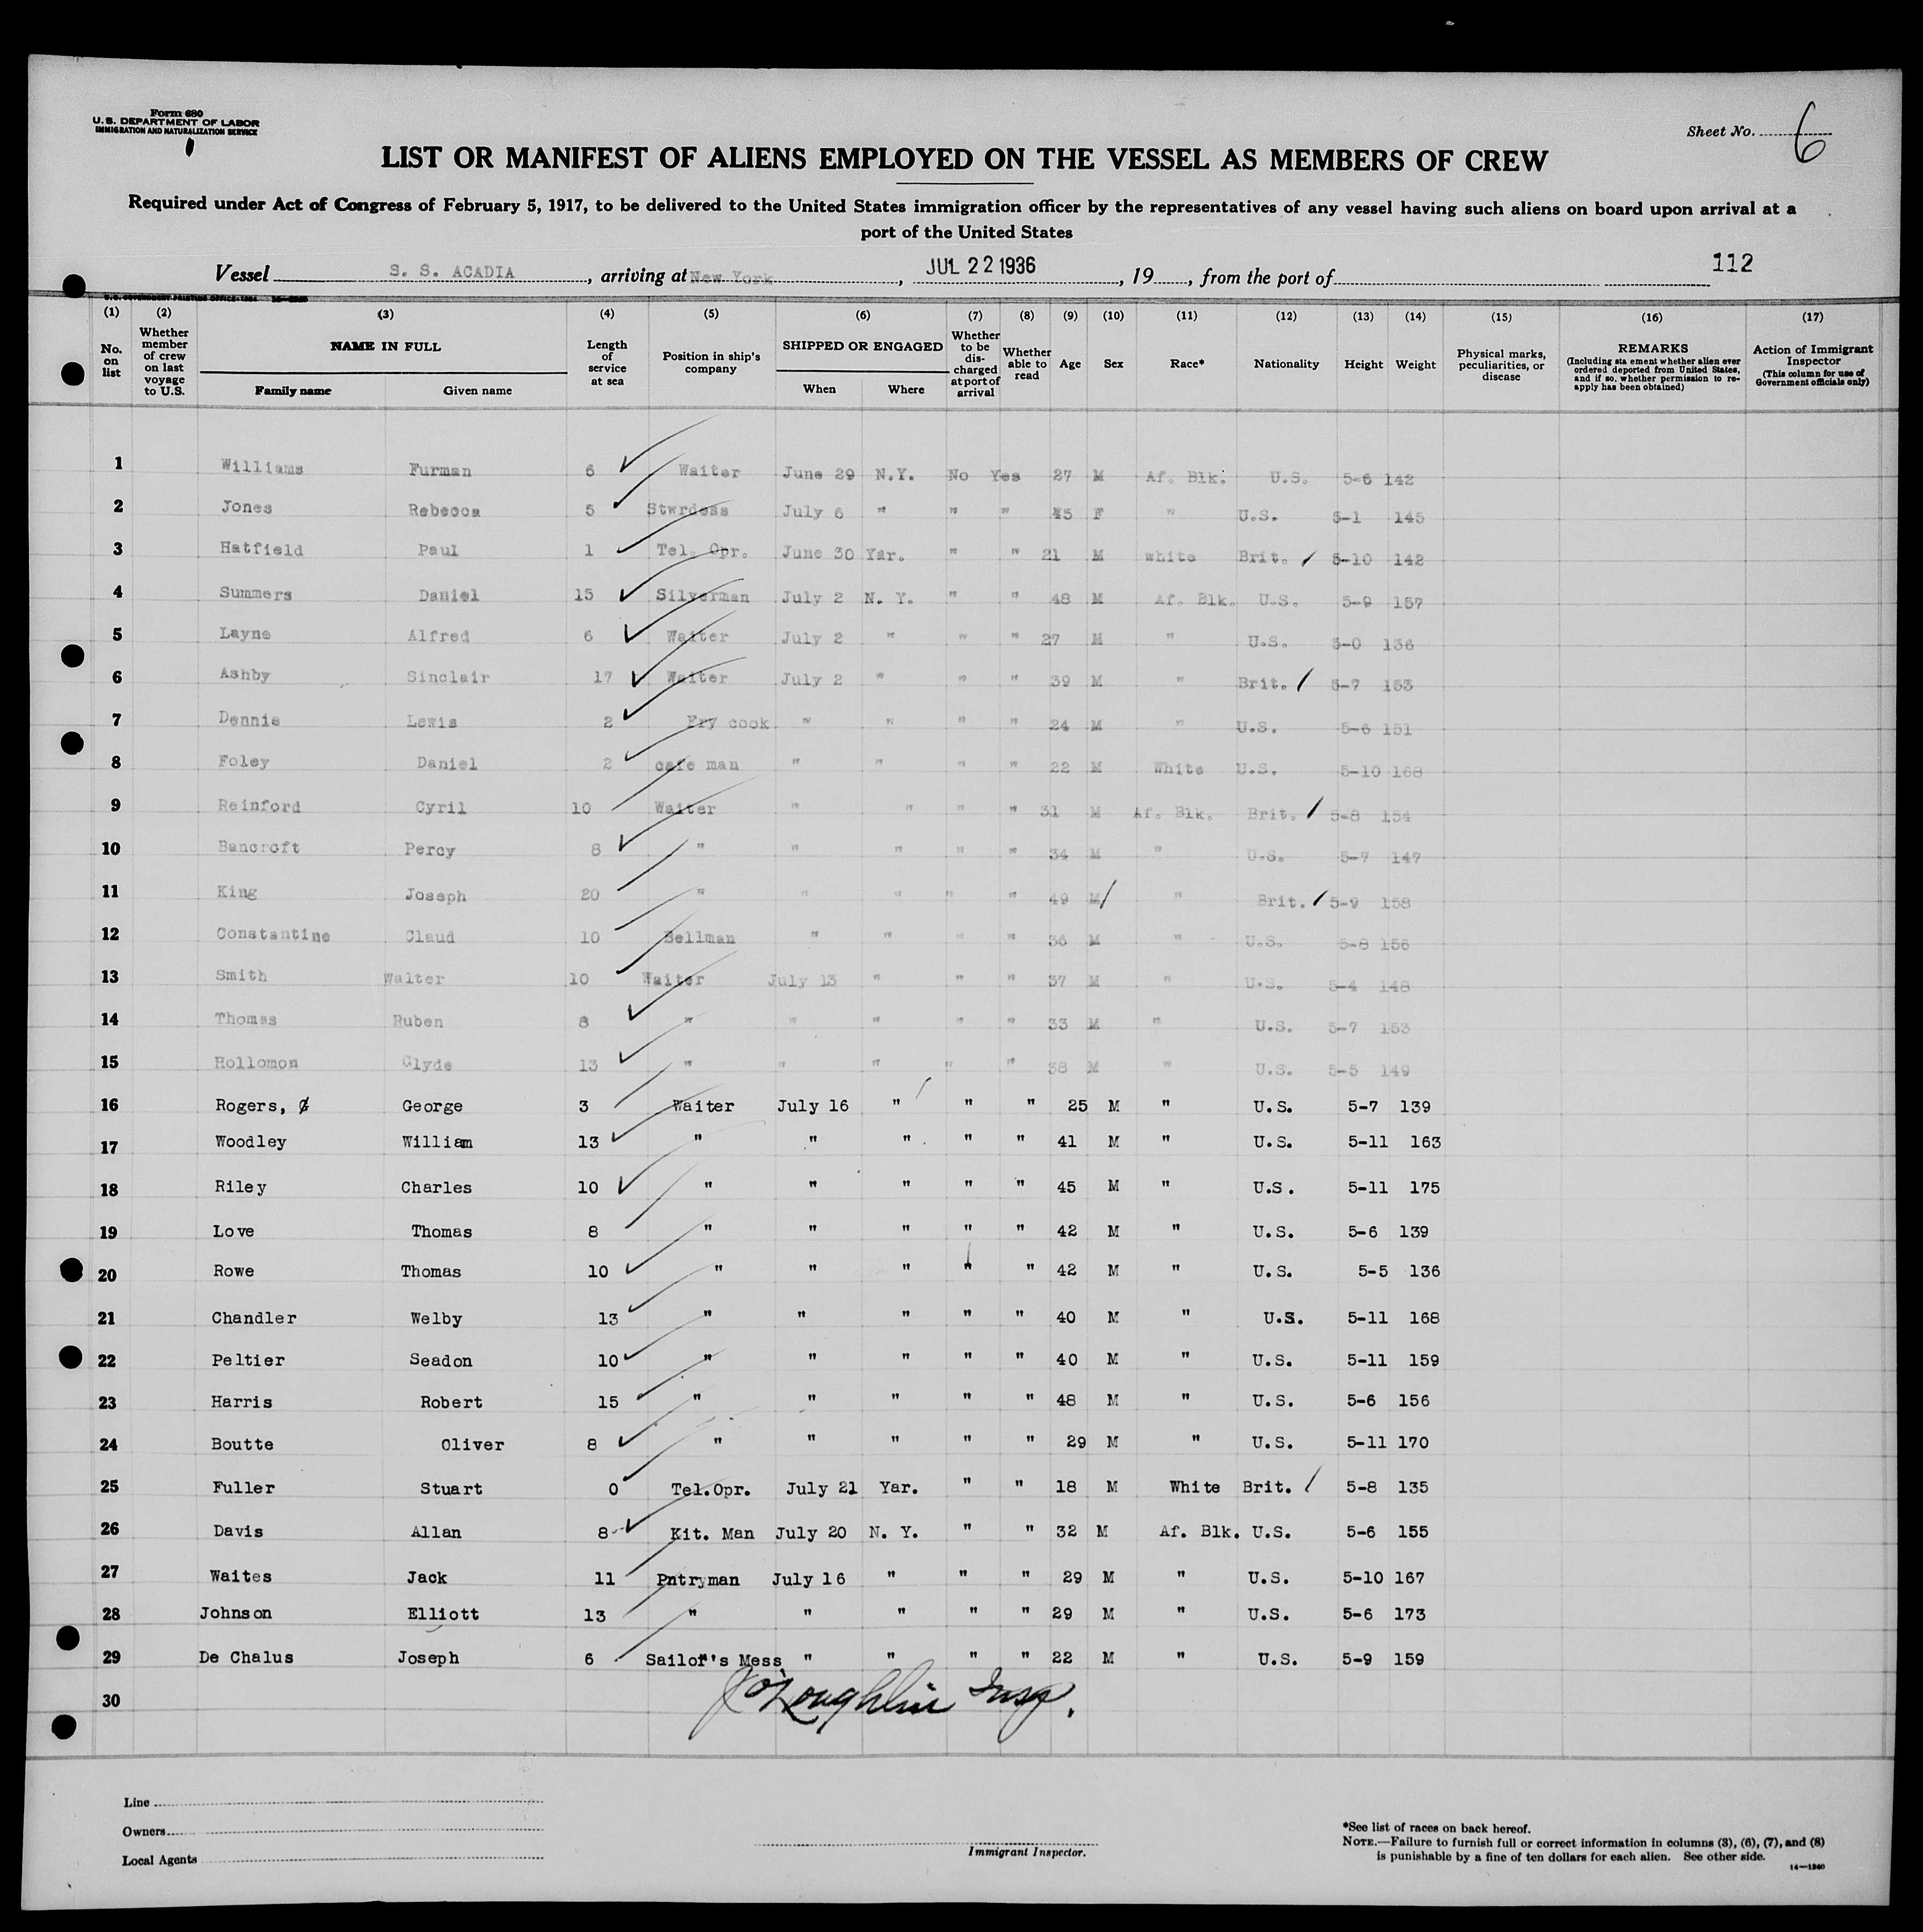 Form 680
U. S. DEPARTMENT OF LABOR
IMMIGRATION AND NATURALIZATION SERVICE
Sheet No. 6
LIST OR MANIFEST OF ALIENS EMPLOYED ON THE VESSEL AS MEMBERS OF CREW
Required under Act of Congress of February 5, 1917, to be delivered to the United States immigration officer by the representatives of any vessel having such aliens on board upon arrival at a
port of the United States
Vessel S. S. ACADIA, arriving at New York, JUL 22 1936, 19, from the port of 112
(1) (2) (3) (4) (5) (6) (7) (8) (9) (10) (11) (12) (13) (14) (15) (16) (17)
No. on list Whether member of crew on last voyage to U.S. NAME IN FULL Family name Given name Length of service at sea Position in ship's company SHIPPED OR ENGAGED When Where Whether to be discharged at port of arrival Whether able to read Age Sex Race* Nationality Height Weight Physical marks, peculiarities, or disease REMARKS (Including sta ement whether alien ever ordered deported from United States, and if so, whether permission to reapply has been obtained) Action of Immigrant Inspector (This column for use of Government officials only)
1 Williams Furman 6 Waiter June 29 N.Y. No Yes 27 M Af. Blk. U.S. 5-6 142
2 Jones Rebecca 5 Stwrdess July 6 " " " 45 F " U.S. 5-1 145
3 Hatfield Paul 1 Tel. Opr. June 30 Yar. " " 21 M White Brit. 5-10 142
4 Summers Daniel 15 Silverman July 2 N. Y. " " 48 M Af. Blk. U.S. 5-9 157
5 Layne Alfred 6 Waiter July 2 " " " 27 M " U.S. 5-0 136
6 Ashby Sinclair 17 Waiter July 2 " " " 39 M " Brit. 5-7 153
7 Dennis Lewis 2 Fry cook " " " " 24 M " U.S. 5-6 151
8 Foley Daniel 2 cafe man " " " " 22 M White U.S. 5-10 168
9 Reinford Cyril 10 Waiter " " " " 31 M Af. Blk. Brit. 5-8 154
10 Bancroft Percy 8 " " " " " 34 M " U.S. 5-7 147
11 King Joseph 20 " " " " " 49 M " Brit. 5-9 158
12 Constantine Claud 10 Bellman " " " " 36 M " U.S. 5-8 156
13 Smith Walter 10 Waiter July 13 " " " 37 M " U.S. 5-4 148
14 Thomas Ruben 8 " " " " " 33 M " U.S. 5-7 153
15 Hollomon Clyde 13 " " " " " 38 M " U.S. 5-5 149
16 Rogers, George 3 Waiter July 16 " " " 25 M " U.S. 5-7 139
17 Woodley William 13 " " " " " 41 M " U.S. 5-11 163
18 Riley Charles 10 " " " " " 45 M " U.S. 5-11 175
19 Love Thomas 8 " " " " " 42 M " U.S. 5-6 139
20 Rowe Thomas 10 " " " " " 42 M " U.S. 5-5 136
21 Chandler Welby 13 " " " " " 40 M " U.S. 5-11 168
22 Peltier Seadon 10 " " " " " 40 M " U.S. 5-11 159
23 Harris Robert 15 " " " " " 48 M " U.S. 5-6 156
24 Boutte Oliver 8 " " " " " 29 M " U.S. 5-11 170
25 Fuller Stuart 0 Tel.Opr. July 21 Yar. " " 18 M White Brit. 5-8 135
26 Davis Allan 8 Kit. Man July 20 N. Y. " " 32 M Af. Blk. U.S. 5-6 155
27 Waites Jack 11 Pntryman July 16 " " " 29 M " U.S. 5-10 167
28 Johnson Elliott 13 " " " " " 29 M " U.S. 5-6 173
29 De Chalus Joseph 6 Sailor's Mess " " " " 22 M " U.S. 5-9 159
30
J O'Loughlin Insp.
Line
Owners
Local Agents
Immigrant Inspector.
*See list of races on back hereof.
NOTE.—Failure to furnish full or correct information in columns (3), (6), (7), and (8)
is punishable by a fine of ten dollars for each alien. See other side.
14—1240